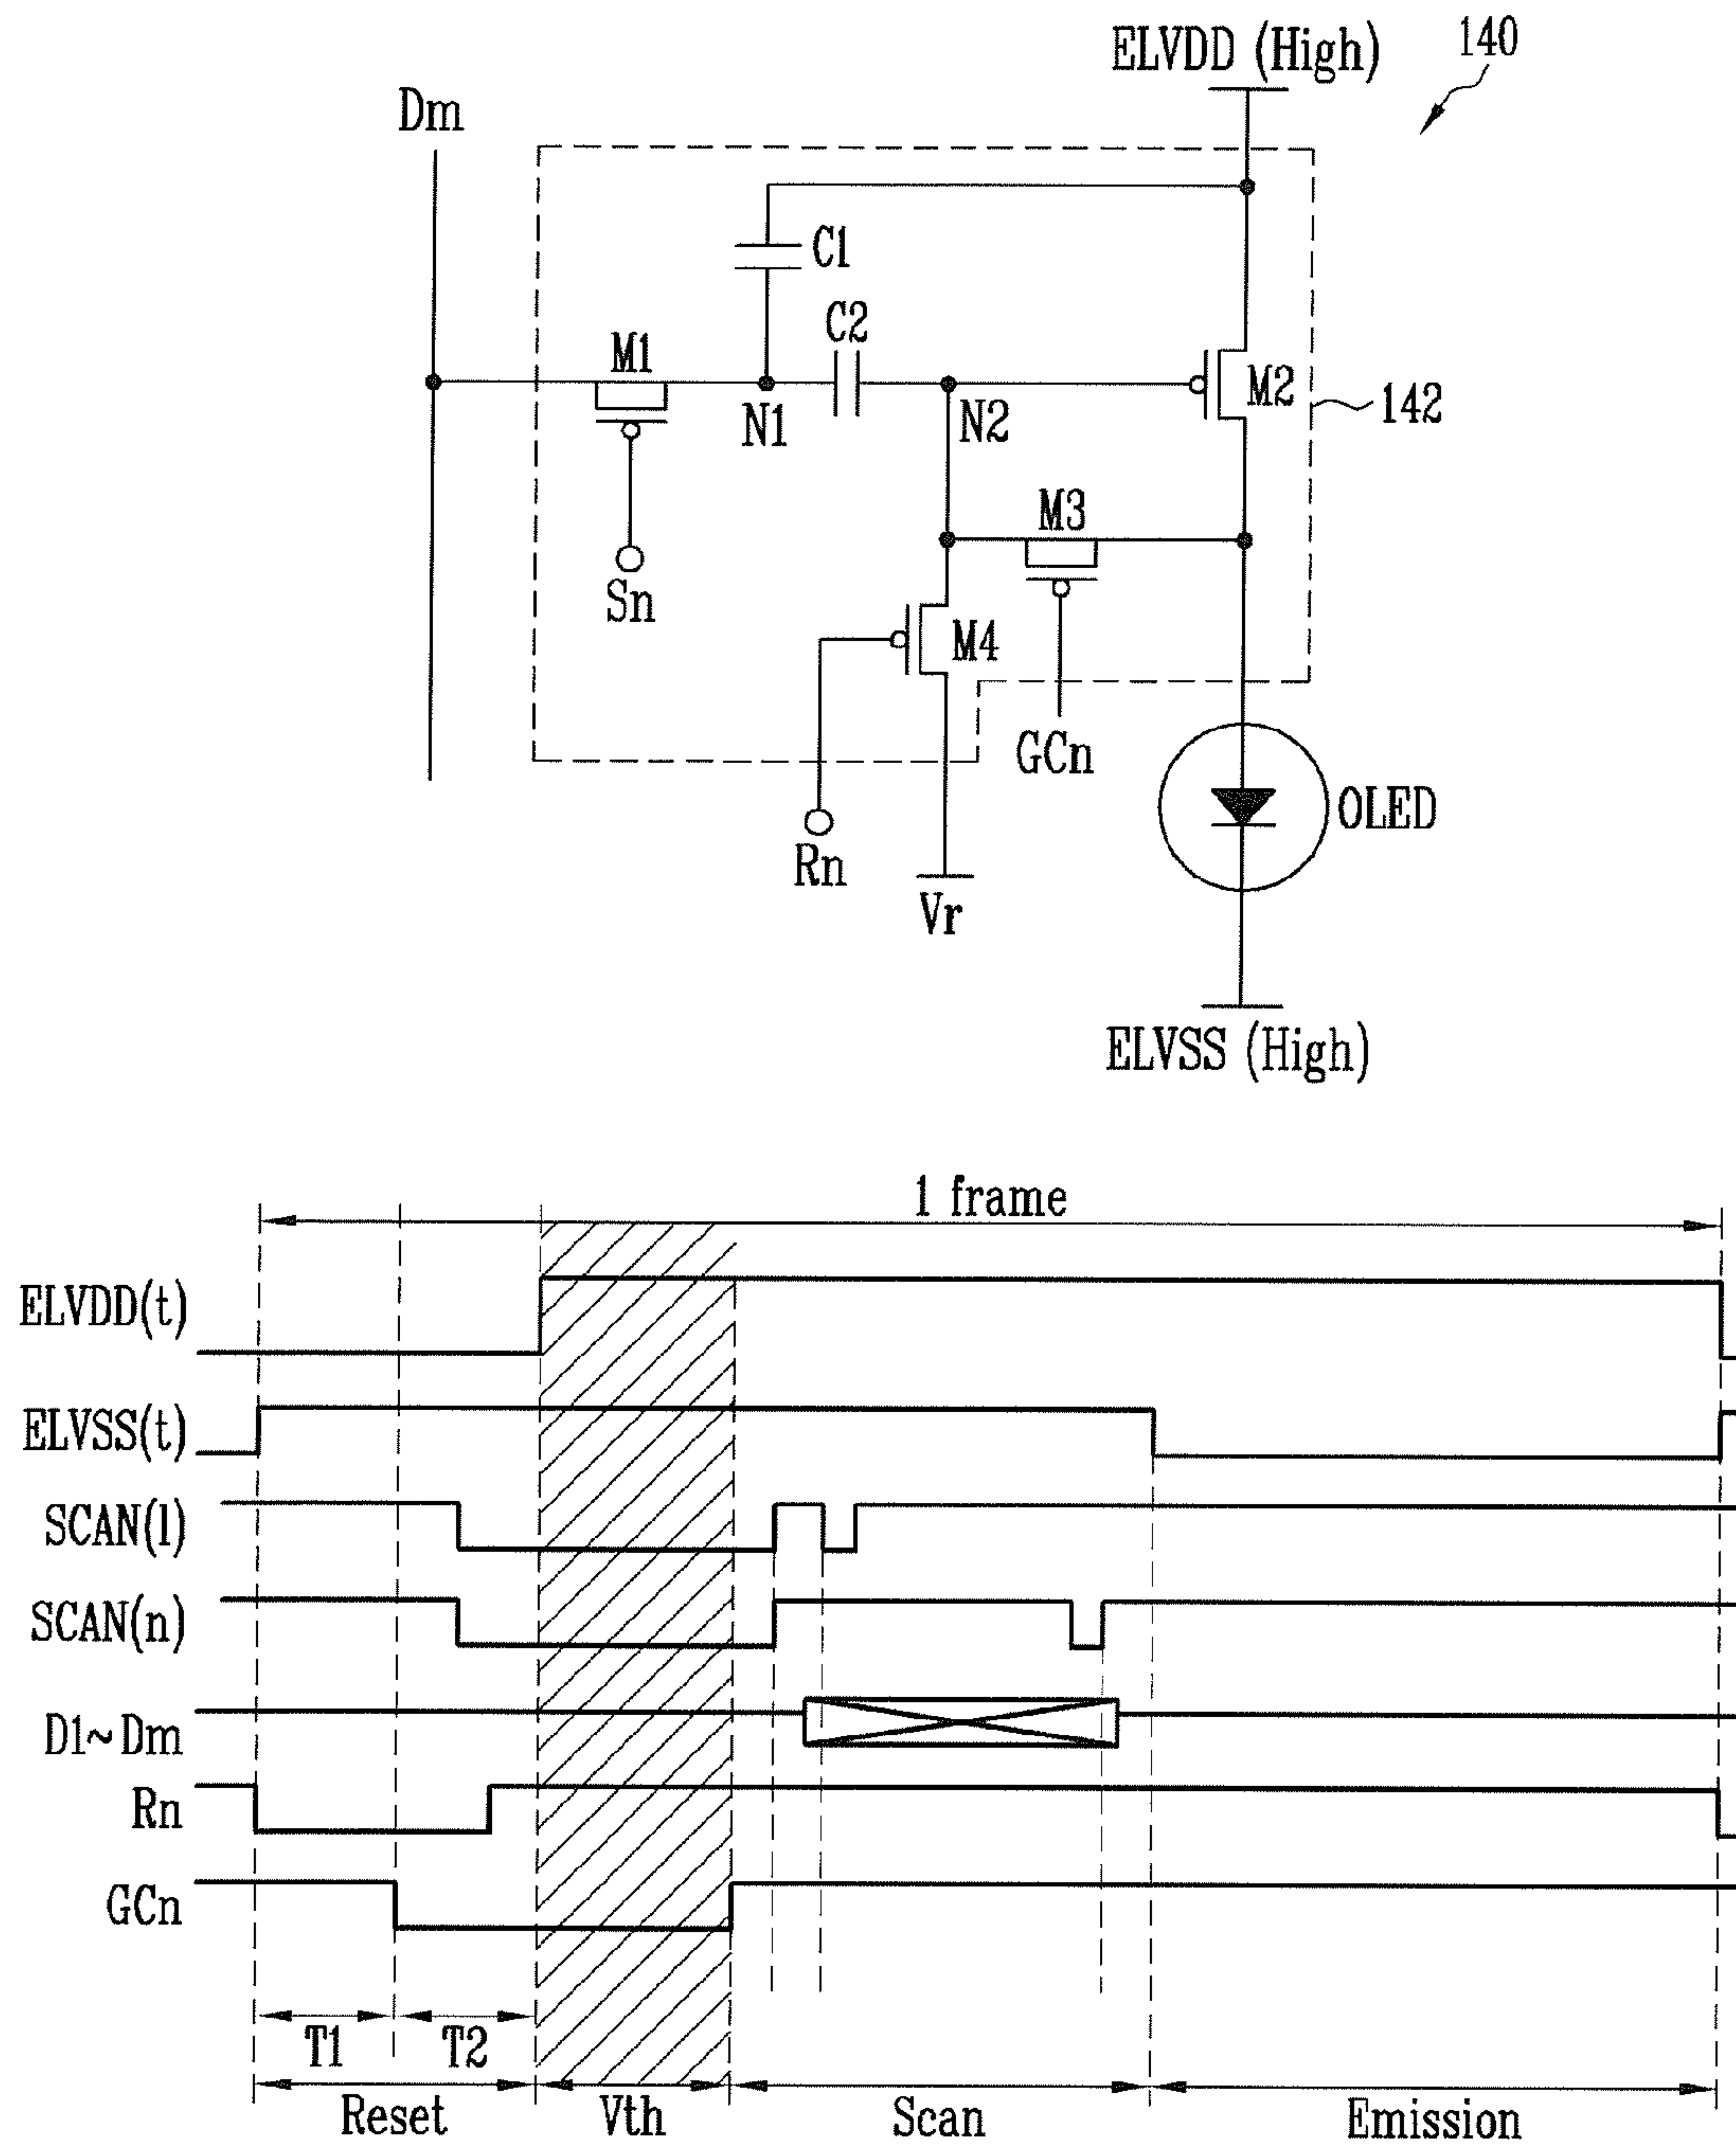 ELVDD (High)
140
Dm
C1
C2
M1
M2
142
N1
N2
M3
Sn
M4
GCn
OLED
Rn
Vr
ELVSS (High)
1 frame
ELVDD(t)
ELVSS(t)
SCAN(1)
SCAN(n)
D1~Dm
Rn
GCn
T1
T2
Reset
Vth
Scan
Emission